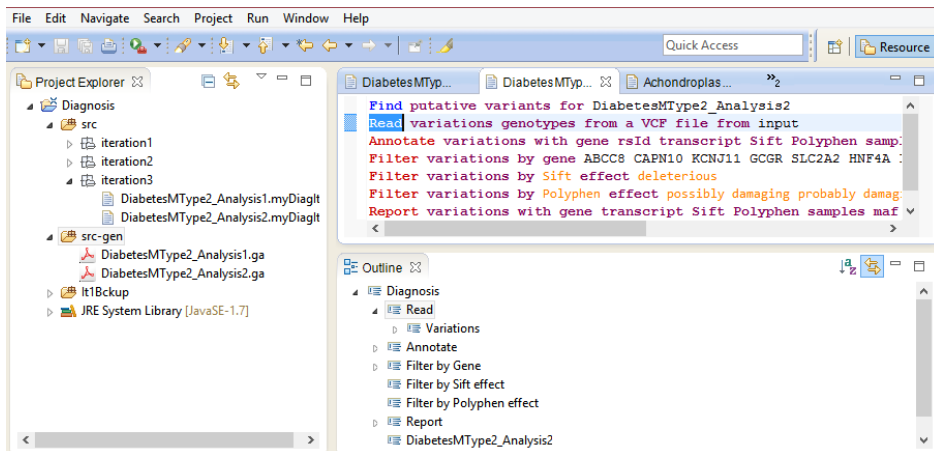 File Edit Navigate Search Project Run Window Help
Quick Access
Resource
Project Explorer
Diagnosis
src
iteration1
iteration2
iteration3
DiabetesMType2_Analysis1.myDiagIt
DiabetesMType2_Analysis2.myDiagIt
src-gen
DiabetesMType2_Analysis1.ga
DiabetesMType2_Analysis2.ga
It1Bckup
JRE System Library [JavaSE-1.7]
DiabetesMTyp... DiabetesMTyp... Achondroplas... »2
Find putative variants for DiabetesMType2_Analysis2
Read variations genotypes from a VCF file from input
Annotate variations with gene rsId transcript Sift Polyphen sampl
Filter variations by gene ABCC8 CAPN10 KCNJ11 GCGR SLC2A2 HNF4A
Filter variations by Sift effect deleterious
Filter variations by Polyphen effect possibly damaging probably damag
Report variations with gene transcript Sift Polyphen samples maf
Outline
Diagnosis
Read
Variations
Annotate
Filter by Gene
Filter by Sift effect
Filter by Polyphen effect
Report
DiabetesMType2_Analysis2